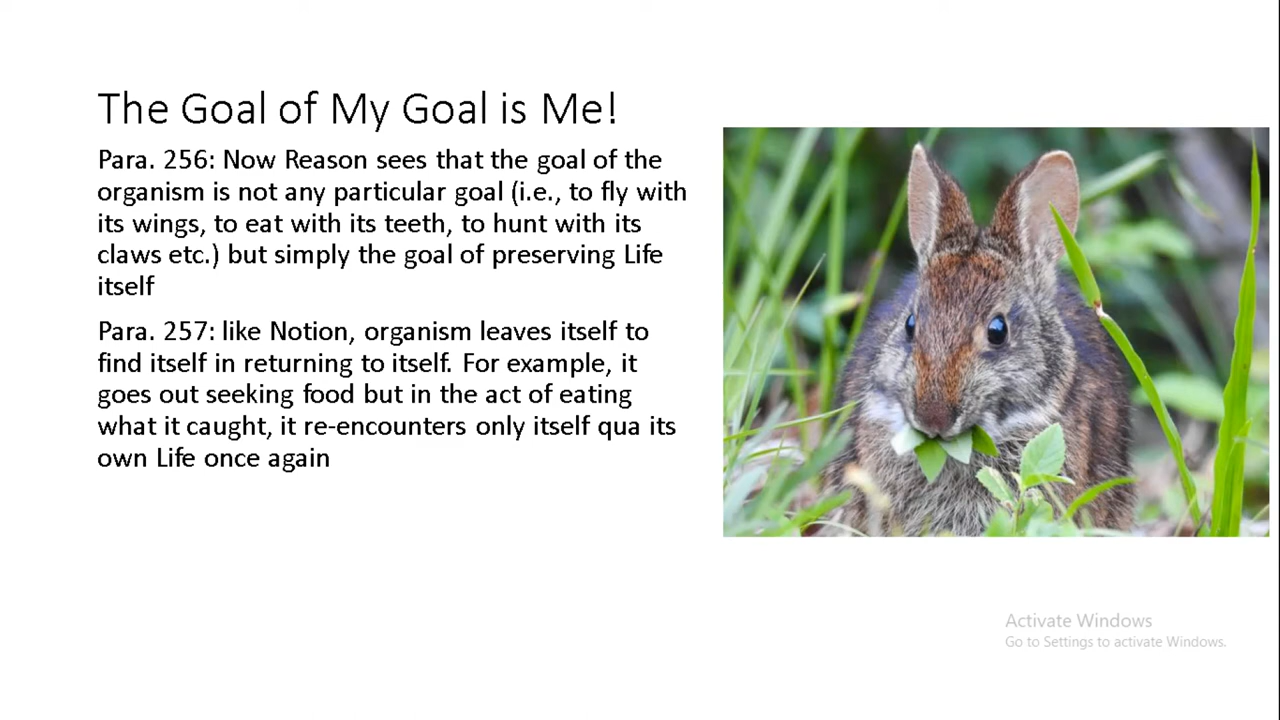 The Goal of My Goal is Me!
Para. 256: Now Reason sees that the goal of the
organism is not any particular goal (i.e., to fly with
its wings, to eat with its teeth, to hunt with its
claws etc.) but simply the goal of preserving Life
itself
Para. 257: like Notion, organism leaves itself to
find itself in returning to itself. For example, it
goes out seeking food but in the act of eating
what it caught, it re-encounters only itself qua its
own Life once again
Activate Windows
Go to Settings to activate Windows.